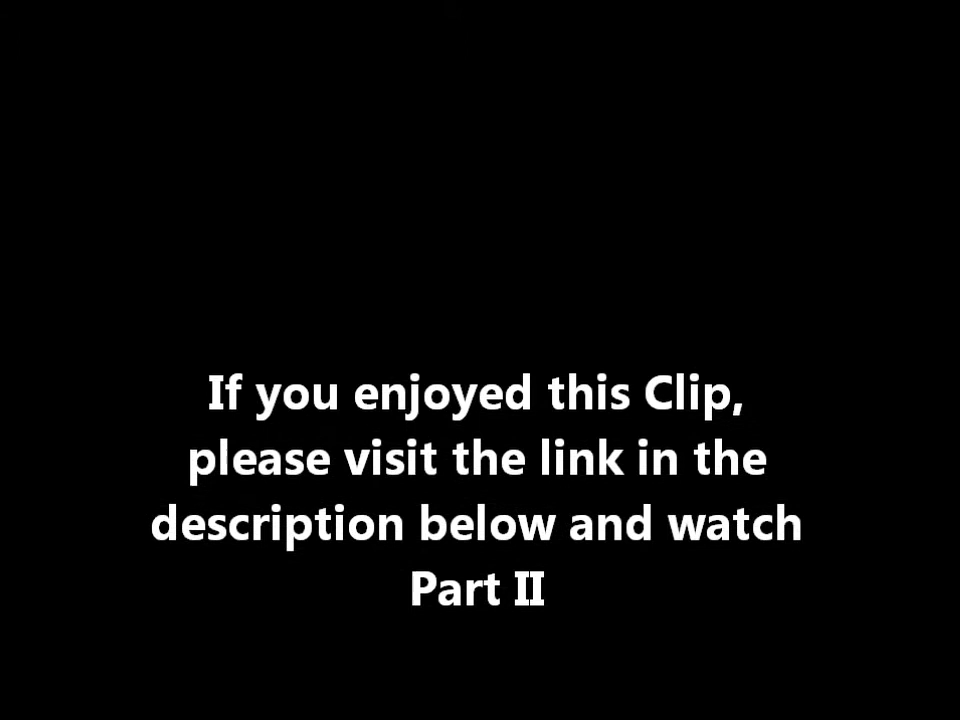 If you enjoyed this Clip,
please visit the link in the
description below and watch
Part II